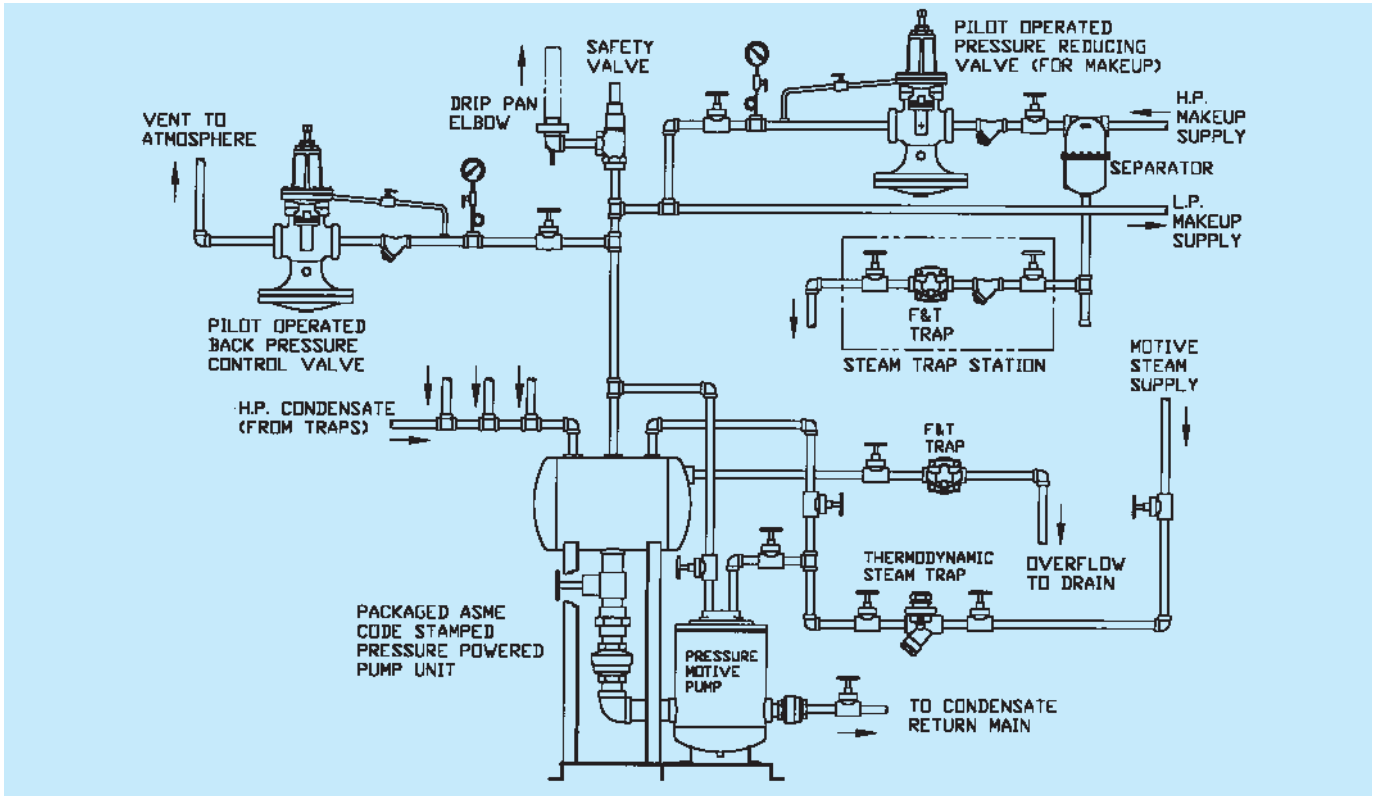 PILOT OPERATED
PRESSURE REDUCING
VALVE (FOR MAKEUP)
SAFETY
VALVE
DRIP PAN
ELBOW
VENT TO
ATMOSPHERE
H.P.
MAKEUP
SUPPLY
SEPARATOR
L.P.
MAKEUP
SUPPLY
PILOT OPERATED
BACK PRESSURE
CONTROL VALVE
F&T
TRAP
STEAM TRAP STATION
MOTIVE
STEAM
SUPPLY
H.P. CONDENSATE
(FROM TRAPS)
F&T
TRAP
OVERFLOW
TO DRAIN
THERMODYNAMIC
STEAM TRAP
PACKAGED ASME
CODE STAMPED
PRESSURE POWERED
PUMP UNIT
PRESSURE
MOTIVE
PUMP
TO CONDENSATE
RETURN MAIN